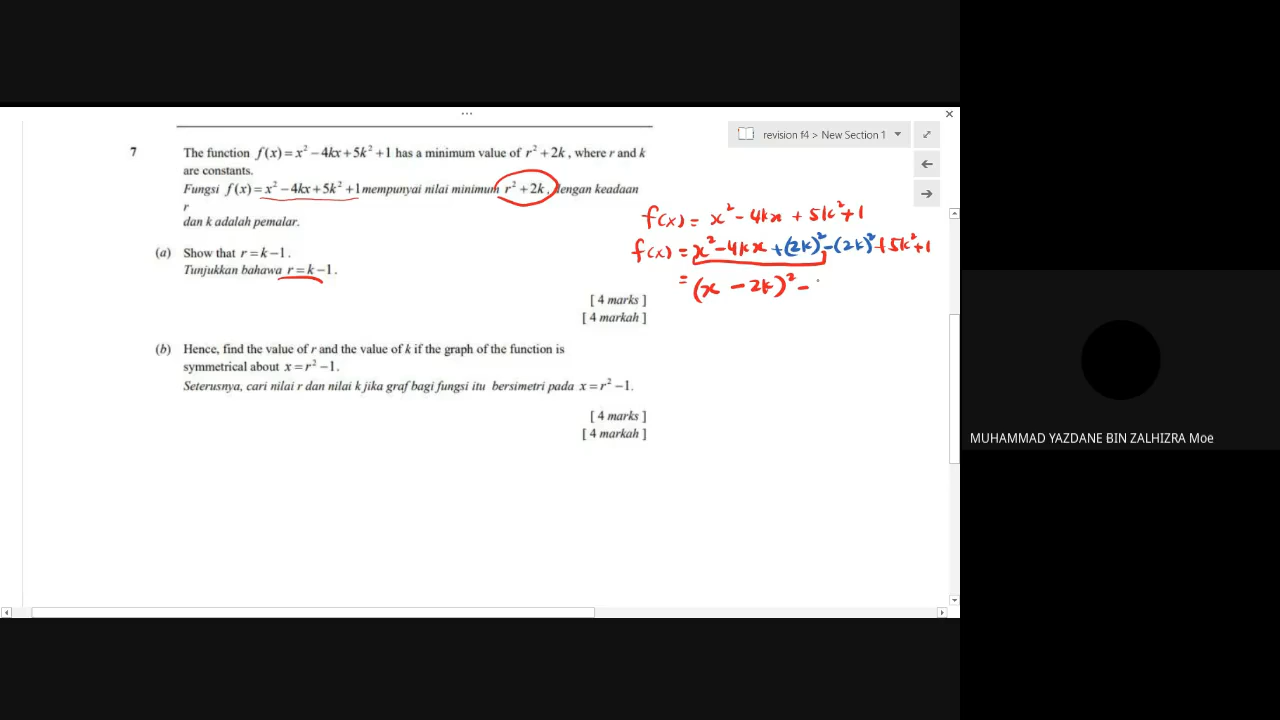 revision f4 > New Section 1
7
The function f(x) = x² − 4kx + 5k² + 1 has a minimum value of r² + 2k, where r and k
are constants.
Fungsi f(x) = x² − 4kx + 5k² + 1 mempunyai nilai minimum r² + 2k, dengan keadaan
r
dan k adalah pemalar.
(a) Show that r = k − 1.
Tunjukkan bahawa r = k − 1.
[ 4 marks ]
[ 4 markah ]
(b) Hence, find the value of r and the value of k if the graph of the function is
symmetrical about x = r² − 1.
Seterusnya, cari nilai r dan nilai k jika graf bagi fungsi itu bersimetri pada x = r² − 1.
[ 4 marks ]
[ 4 markah ]
f(x) = x² − 4kx + 5k² + 1
f(x) = x² − 4kx + (2k)² − (2k)² + 5k² + 1
= (x − 2k)² −
MUHAMMAD YAZDANE BIN ZALHIZRA Moe